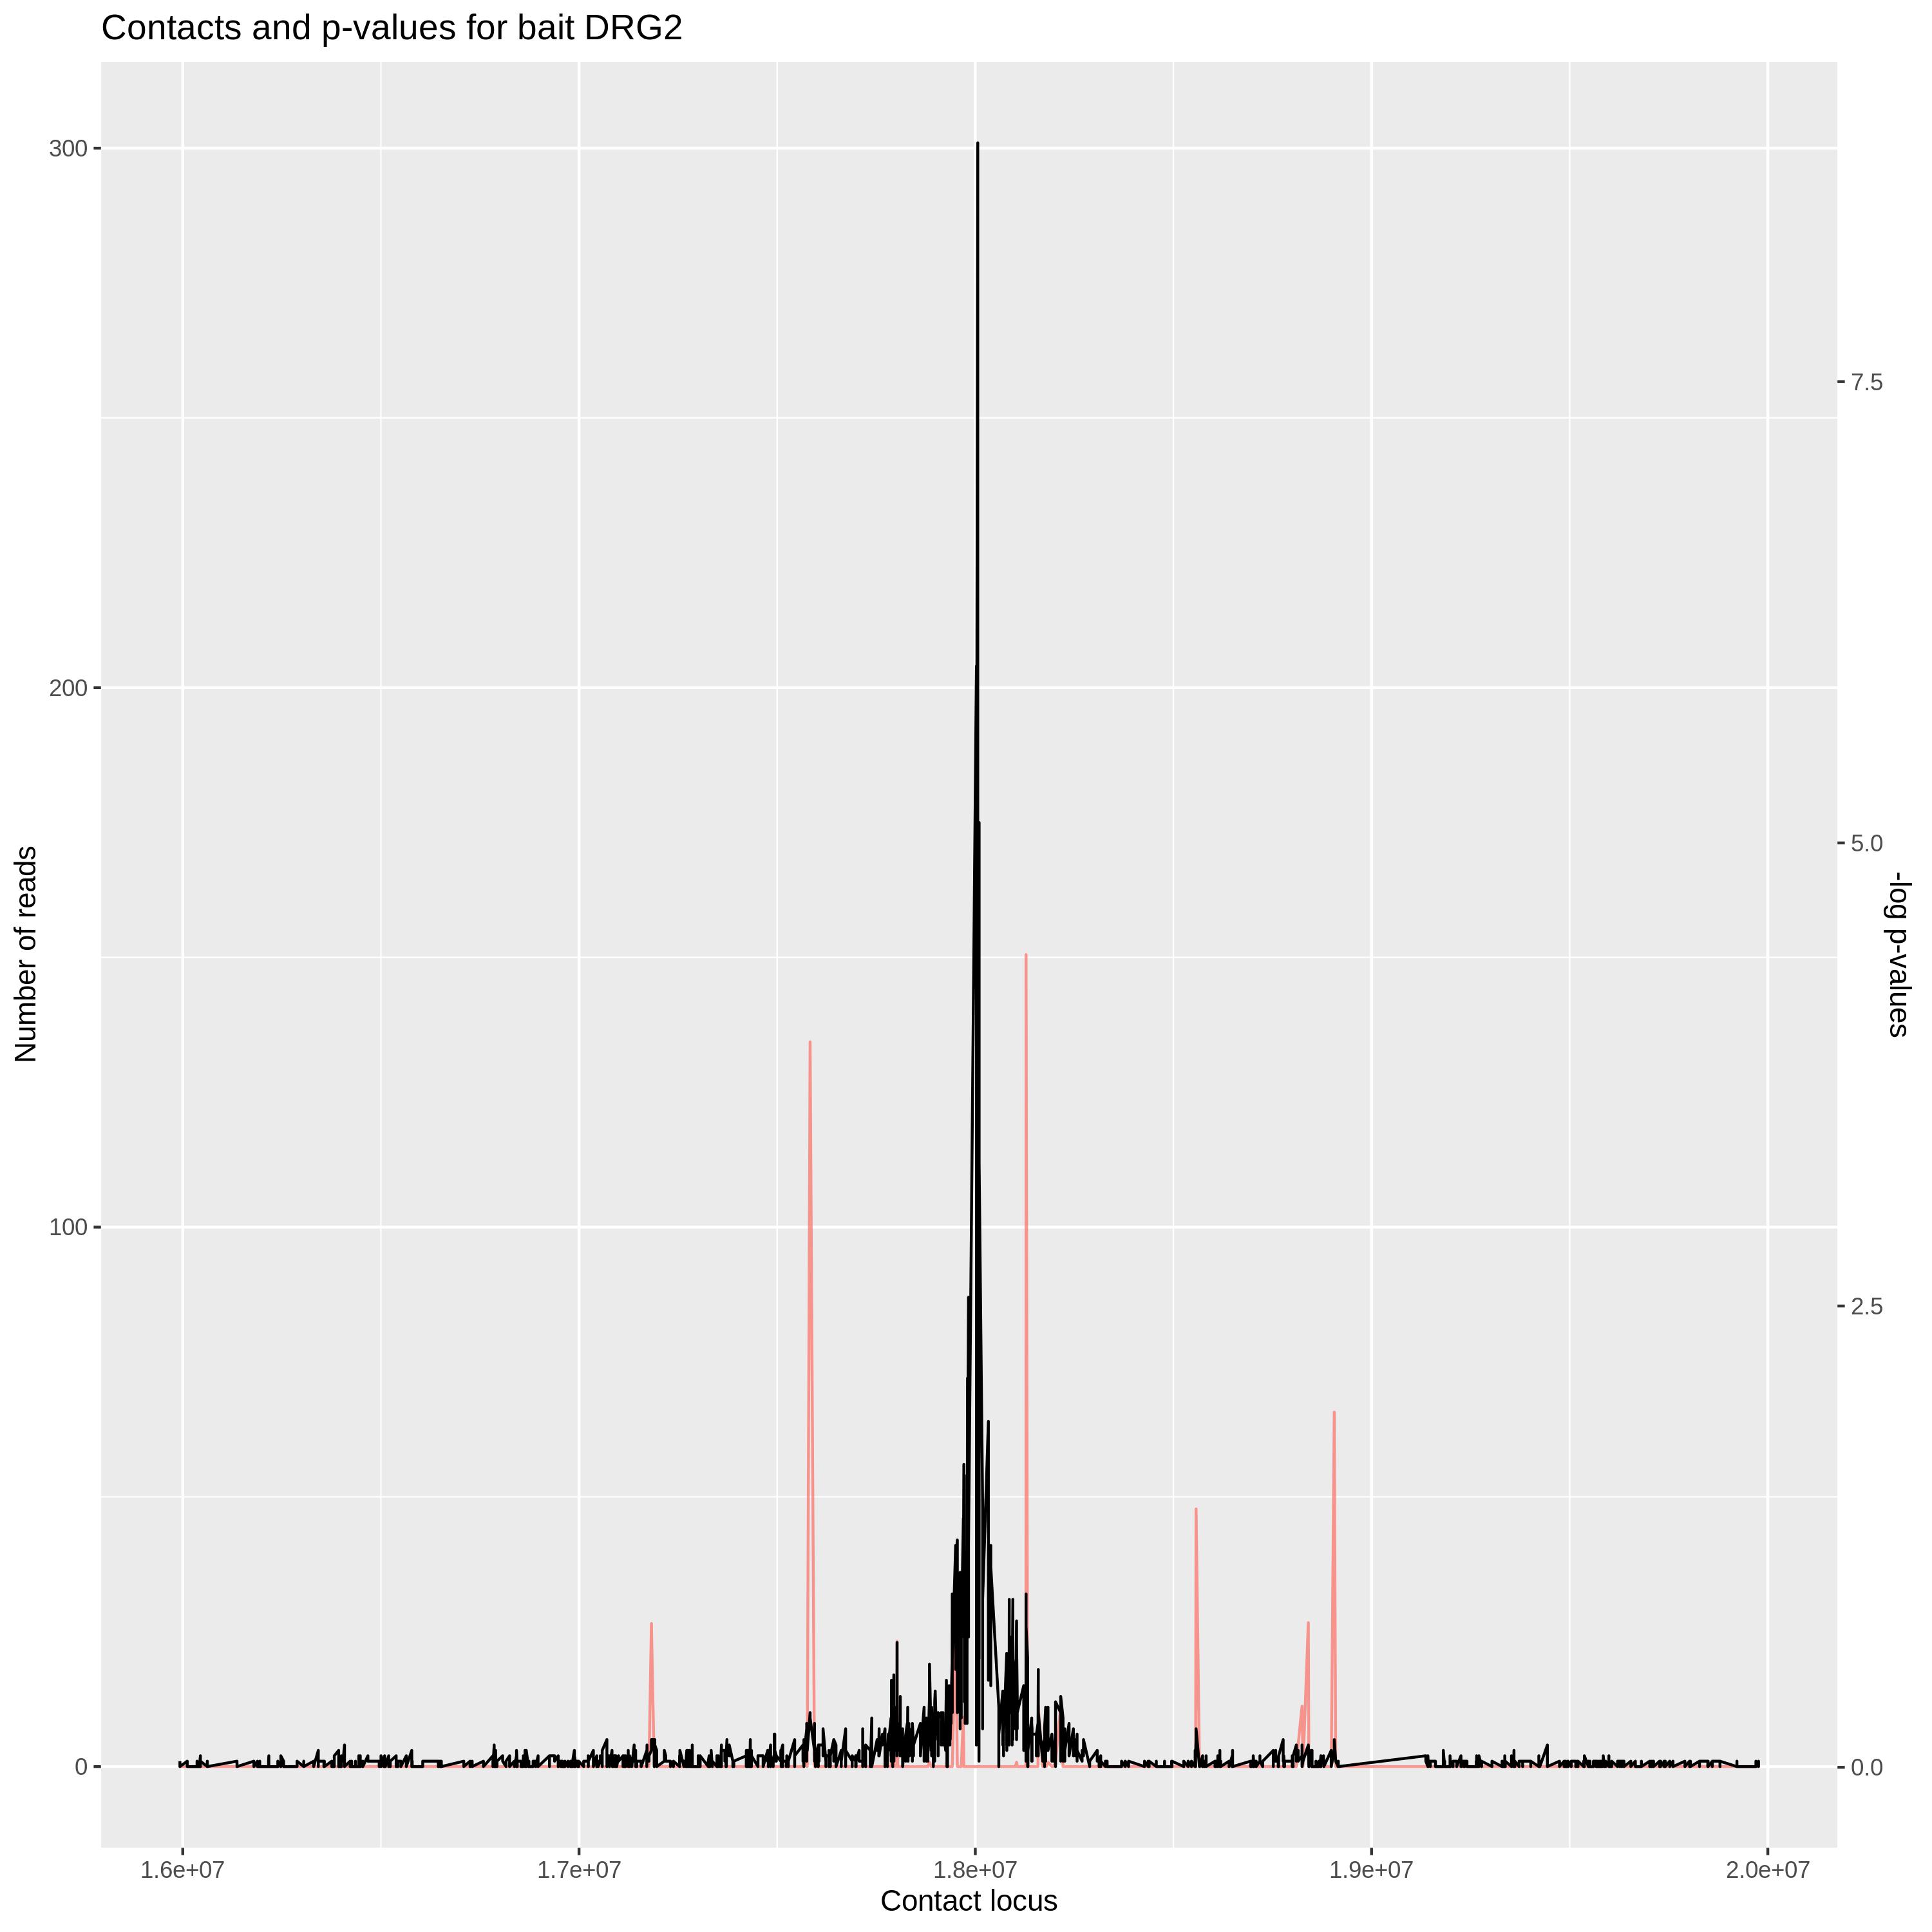 Contacts and p-values for bait DRG2
300
200
100
0
Number of reads
7.5
5.0
2.5
0.0
-log p-values
1.6e+07
1.7e+07
1.8e+07
1.9e+07
2.0e+07
Contact locus